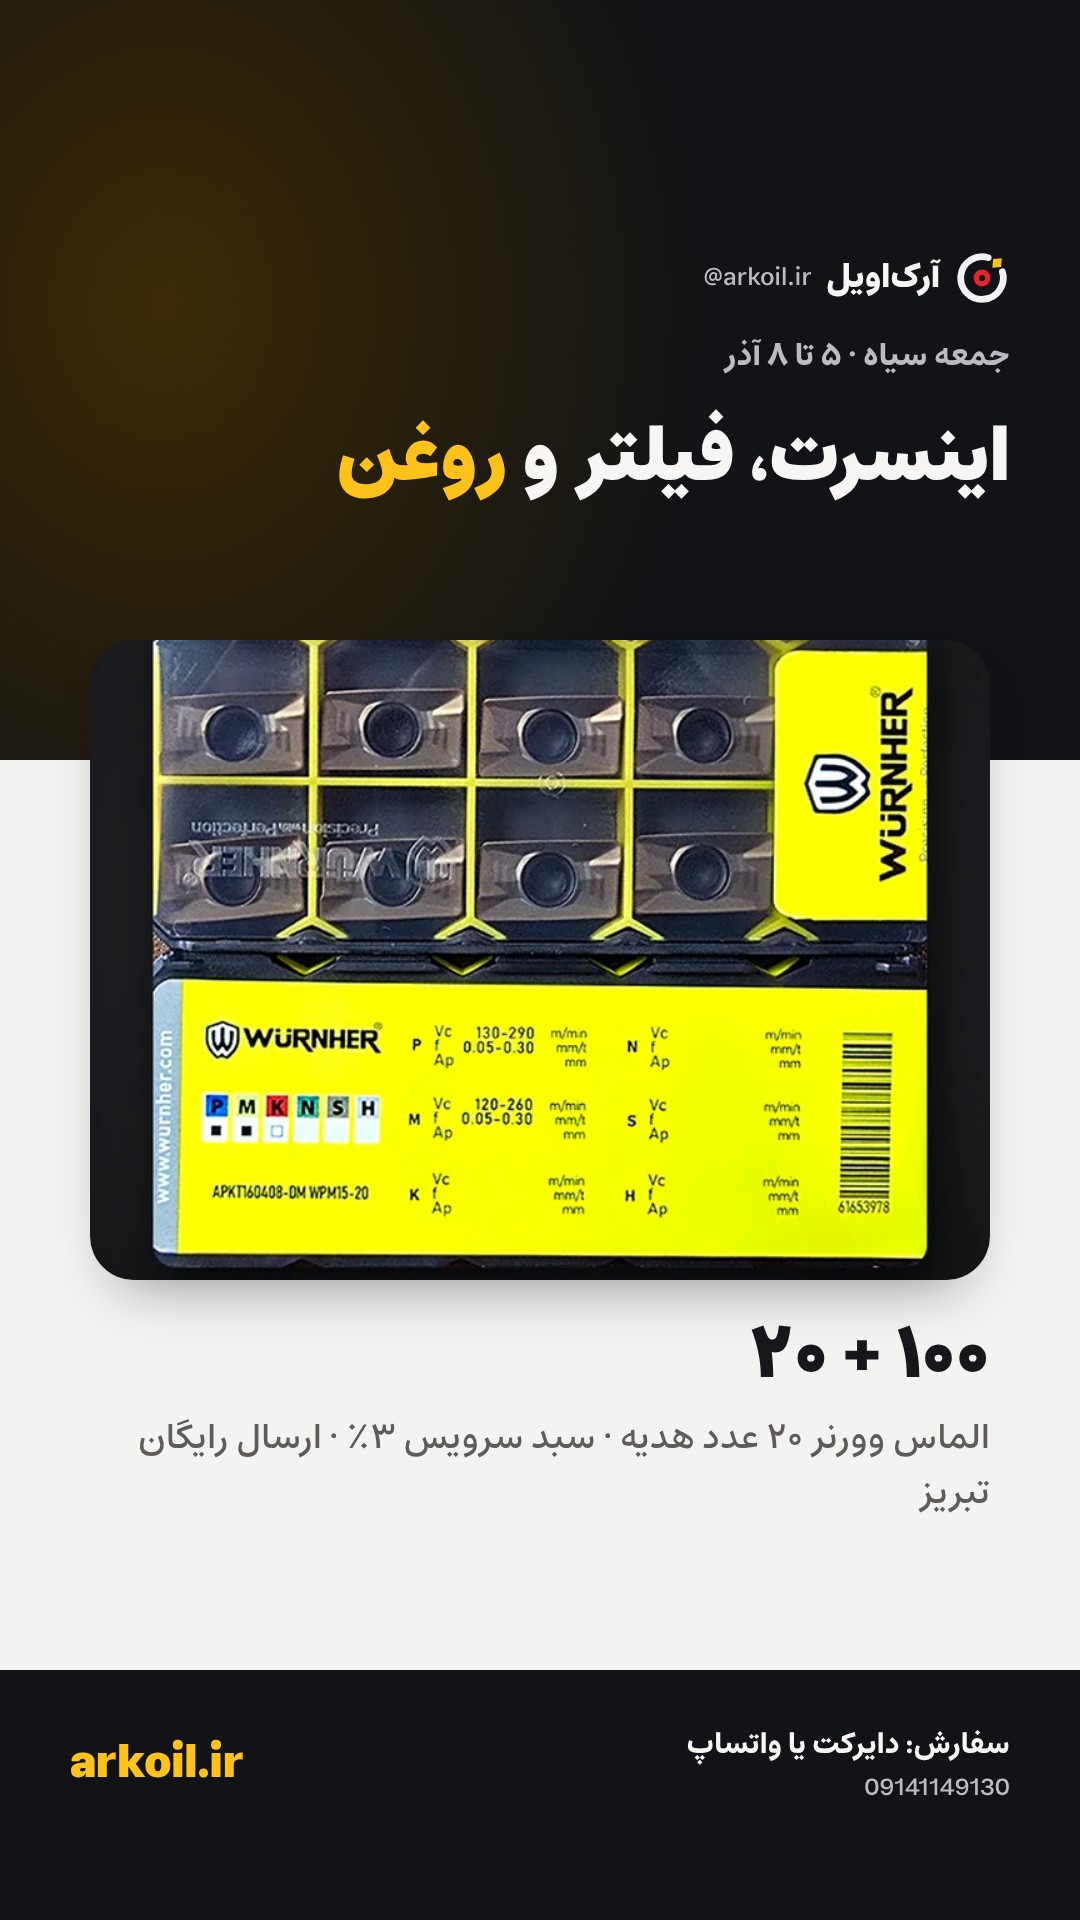 آرک‌اویل @arkoil.ir
جمعه سیاه · ۵ تا ۸ آذر
اینسرت، فیلتر و روغن
WÜRNHER
Precision with Perfection
WÜRNHER
www.wurnher.com
WÜRNHER
P M K N S H
APKT160408-DM WPM15-20
P Vc 130-290 m/min
f 0.05-0.30 mm/t
Ap mm
M Vc 120-260 m/min
f 0.05-0.30 mm/t
Ap mm
K Vc m/min
f mm/t
Ap mm
N Vc m/min
f mm/t
Ap mm
S Vc m/min
f mm/t
Ap mm
H Vc m/min
f mm/t
Ap mm
61653978
۱۰۰ + ۲۰
الماس وورنر ۲۰ عدد هدیه · سبد سرویس ۳٪ · ارسال رایگان
تبریز
سفارش: دایرکت یا واتساپ
09141149130
arkoil.ir